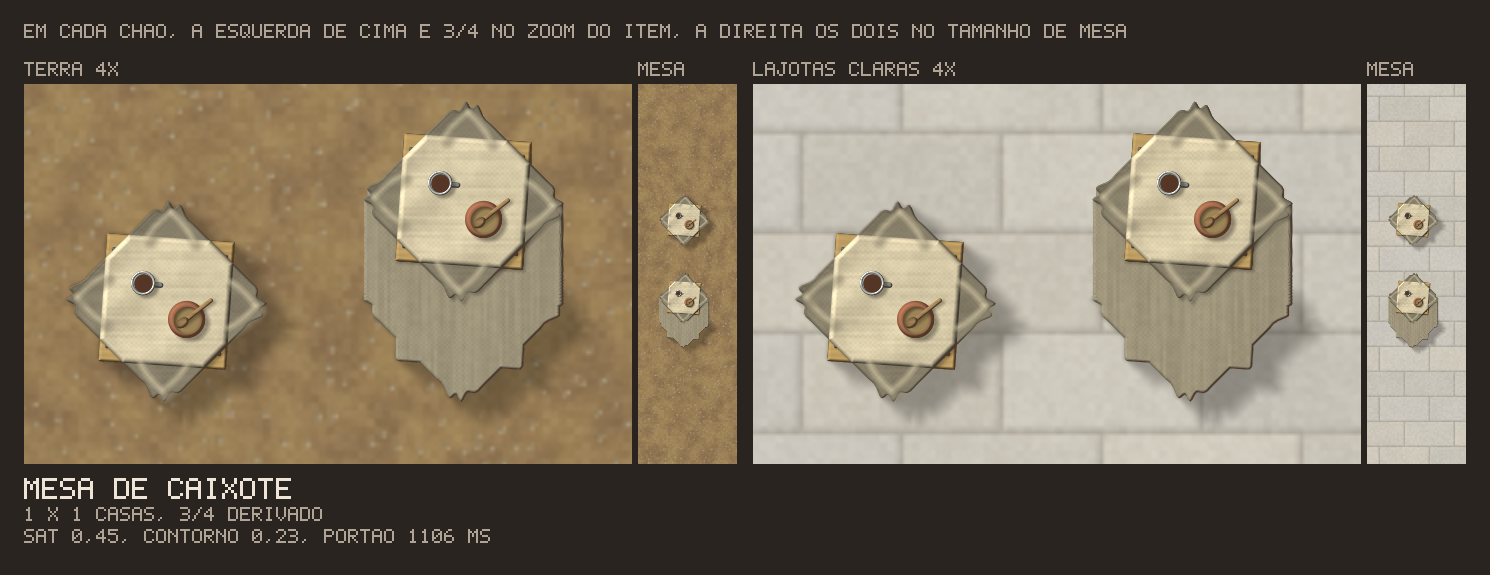 EM CADA CHAO, A ESQUERDA DE CIMA E 3/4 NO ZOOM DO ITEM, A DIREITA OS DOIS NO TAMANHO DE MESA
TERRA 4X
MESA
LAJOTAS CLARAS 4X
MESA
MESA DE CAIXOTE
1 X 1 CASAS, 3/4 DERIVADO
SAT 0,45, CONTORNO 0,23, PORTAO 1106 MS